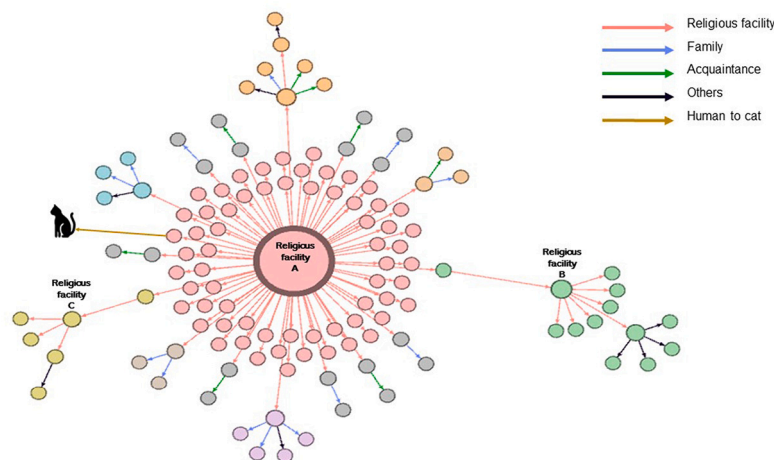 Religious facility
Family
Acquaintance
Others
Human to cat
Religious
facility
A
Religious
facility
B
Religious
facility
C